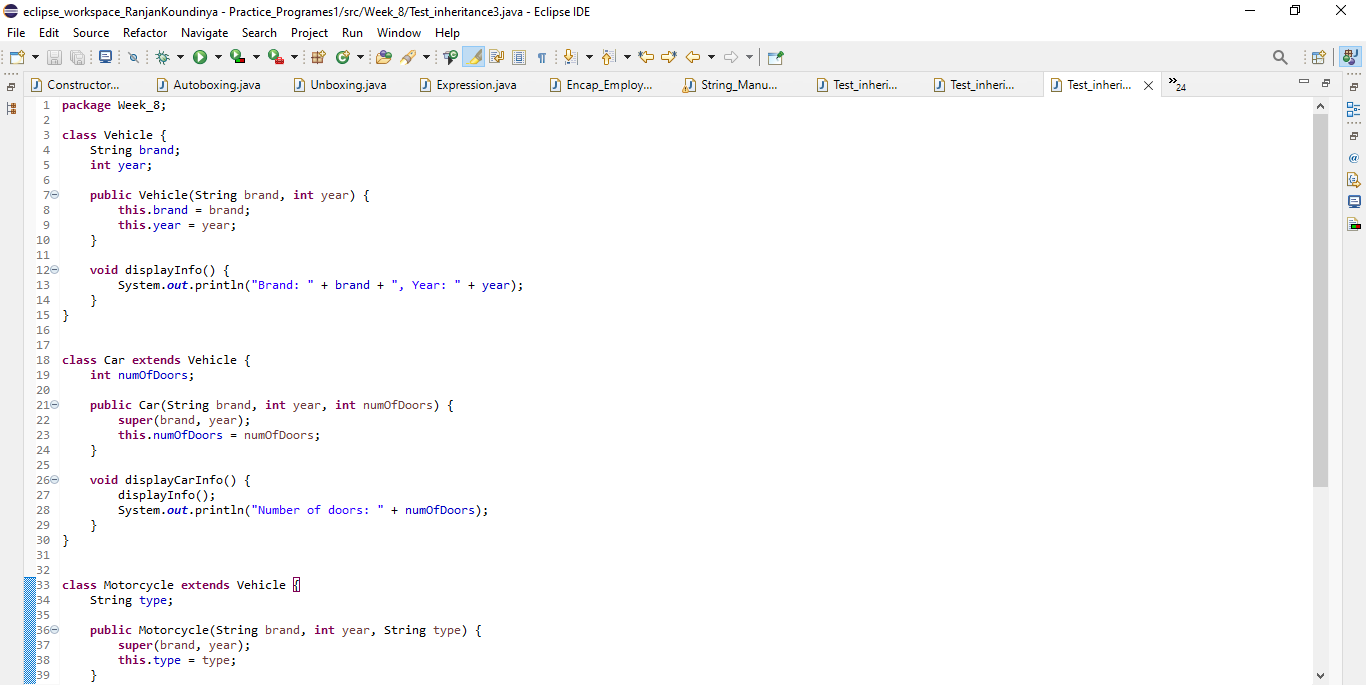 eclipse_workspace_RanjanKoundinya - Practice_Programes1/src/Week_8/Test_inheritance3.java - Eclipse IDE
File Edit Source Refactor Navigate Search Project Run Window Help
Constructor... Autoboxing.java Unboxing.java Expression.java Encap_Employ... String_Manu... Test_inheri... Test_inheri... Test_inheri... »24
1 package Week_8;
2
3 class Vehicle {
4     String brand;
5     int year;
6
7     public Vehicle(String brand, int year) {
8         this.brand = brand;
9         this.year = year;
10     }
11
12     void displayInfo() {
13         System.out.println("Brand: " + brand + ", Year: " + year);
14     }
15 }
16
17
18 class Car extends Vehicle {
19     int numOfDoors;
20
21     public Car(String brand, int year, int numOfDoors) {
22         super(brand, year);
23         this.numOfDoors = numOfDoors;
24     }
25
26     void displayCarInfo() {
27         displayInfo();
28         System.out.println("Number of doors: " + numOfDoors);
29     }
30 }
31
32
33 class Motorcycle extends Vehicle {
34     String type;
35
36     public Motorcycle(String brand, int year, String type) {
37         super(brand, year);
38         this.type = type;
39     }